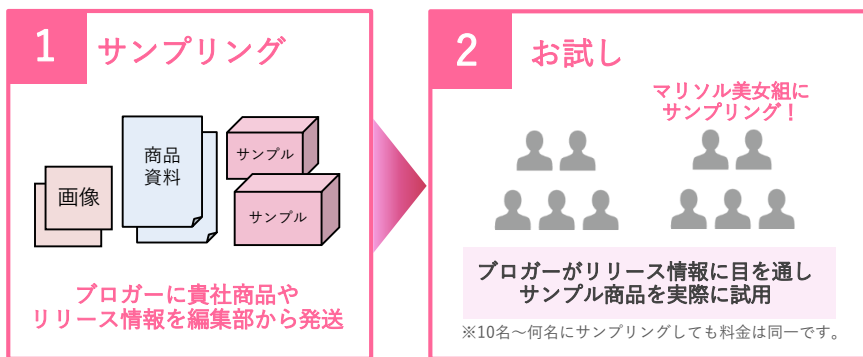 1 サンプリング
画像
商品
資料
サンプル
サンプル
ブロガーに貴社商品や
リリース情報を編集部から発送
2 お試し
マリソル美女組に
サンプリング！
ブロガーがリリース情報に目を通し
サンプル商品を実際に試用
※10名～何名にサンプリングしても料金は同一です。